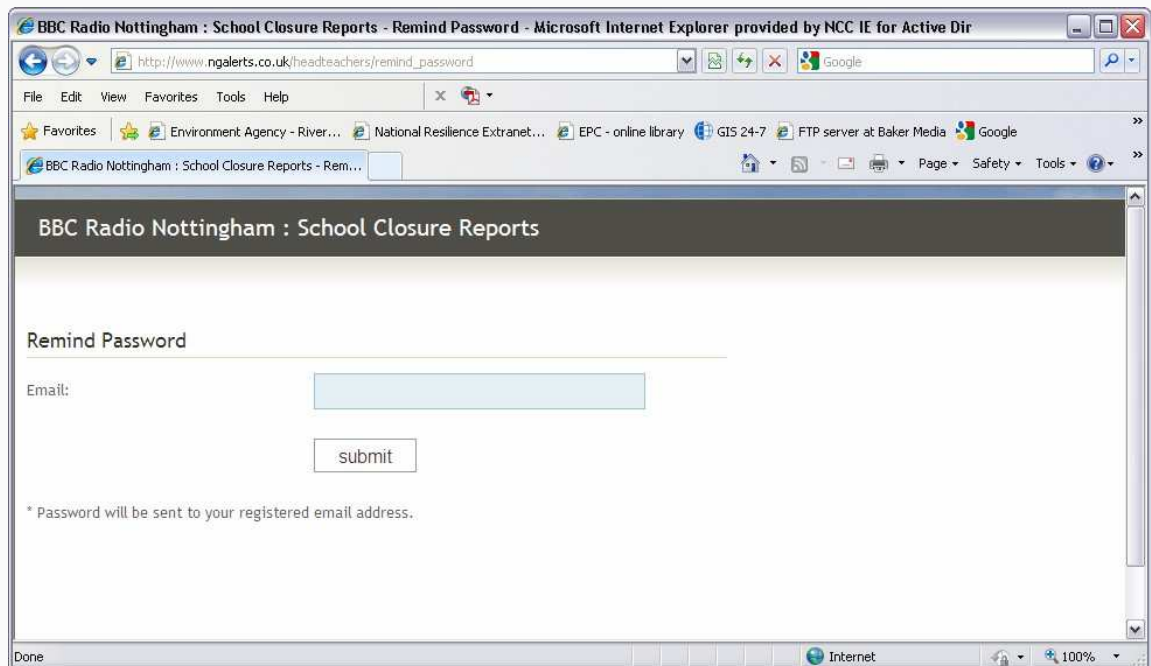 BBC Radio Nottingham : School Closure Reports - Remind Password - Microsoft Internet Explorer provided by NCC IE for Active Dir
http://www.ngalerts.co.uk/headteachers/remind_password Google
File Edit View Favorites Tools Help
Favorites Environment Agency - River... National Resilience Extranet... EPC - online library GIS 24-7 FTP server at Baker Media Google
BBC Radio Nottingham : School Closure Reports - Rem... Page Safety Tools
BBC Radio Nottingham : School Closure Reports
Remind Password
Email:
submit
* Password will be sent to your registered email address.
Done Internet 100%